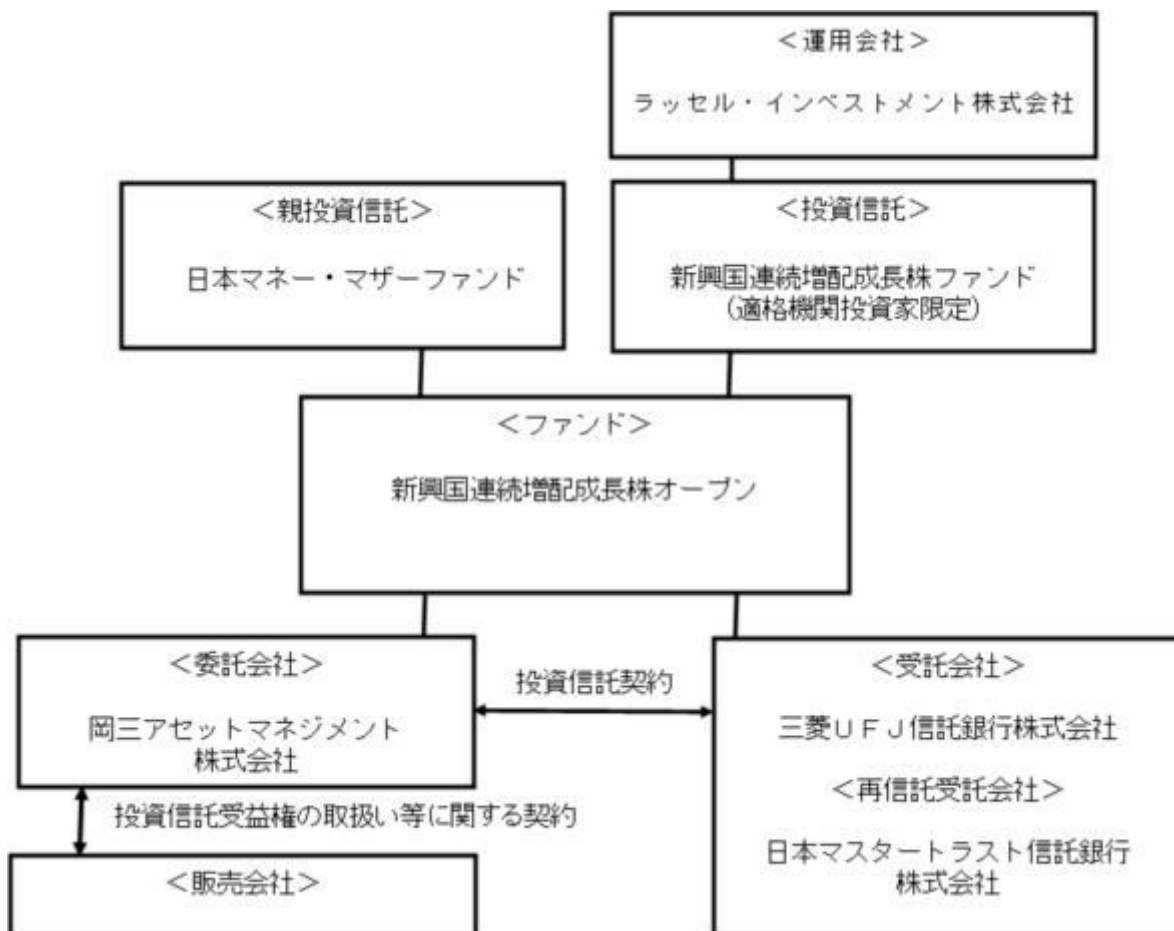 ＜運用会社＞
ラッセル・インベストメント株式会社
＜親投資信託＞
日本マネー・マザーファンド
＜投資信託＞
新興国連続増配成長株ファンド
（適格機関投資家限定）
＜ファンド＞
新興国連続増配成長株オープン
＜委託会社＞
岡三アセットマネジメント
株式会社
投資信託契約
＜受託会社＞
三菱ＵＦＪ信託銀行株式会社
＜再信託受託会社＞
日本マスタートラスト信託銀行
株式会社
投資信託受益権の取扱い等に関する契約
＜販売会社＞